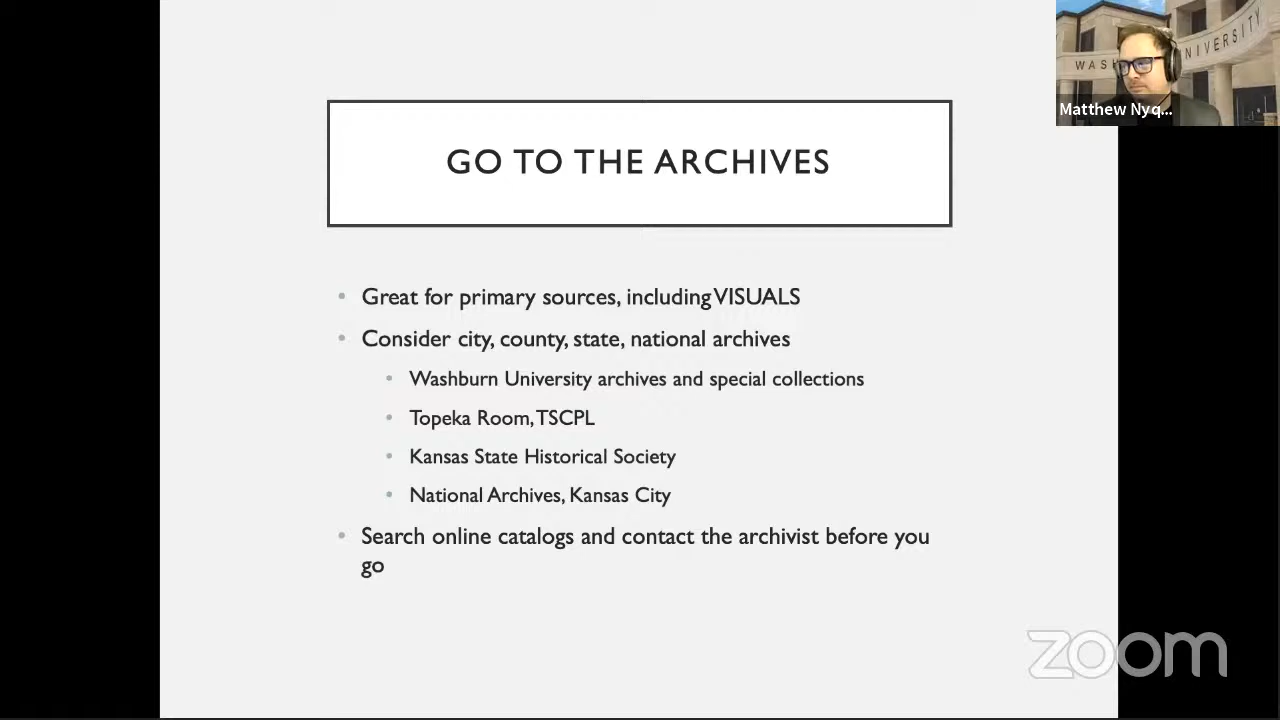 WASH
NIVERSITY
Matthew Nyq...
GO TO THE ARCHIVES
Great for primary sources, including VISUALS
Consider city, county, state, national archives
Washburn University archives and special collections
Topeka Room, TSCPL
Kansas State Historical Society
National Archives, Kansas City
Search online catalogs and contact the archivist before you
go
zoom